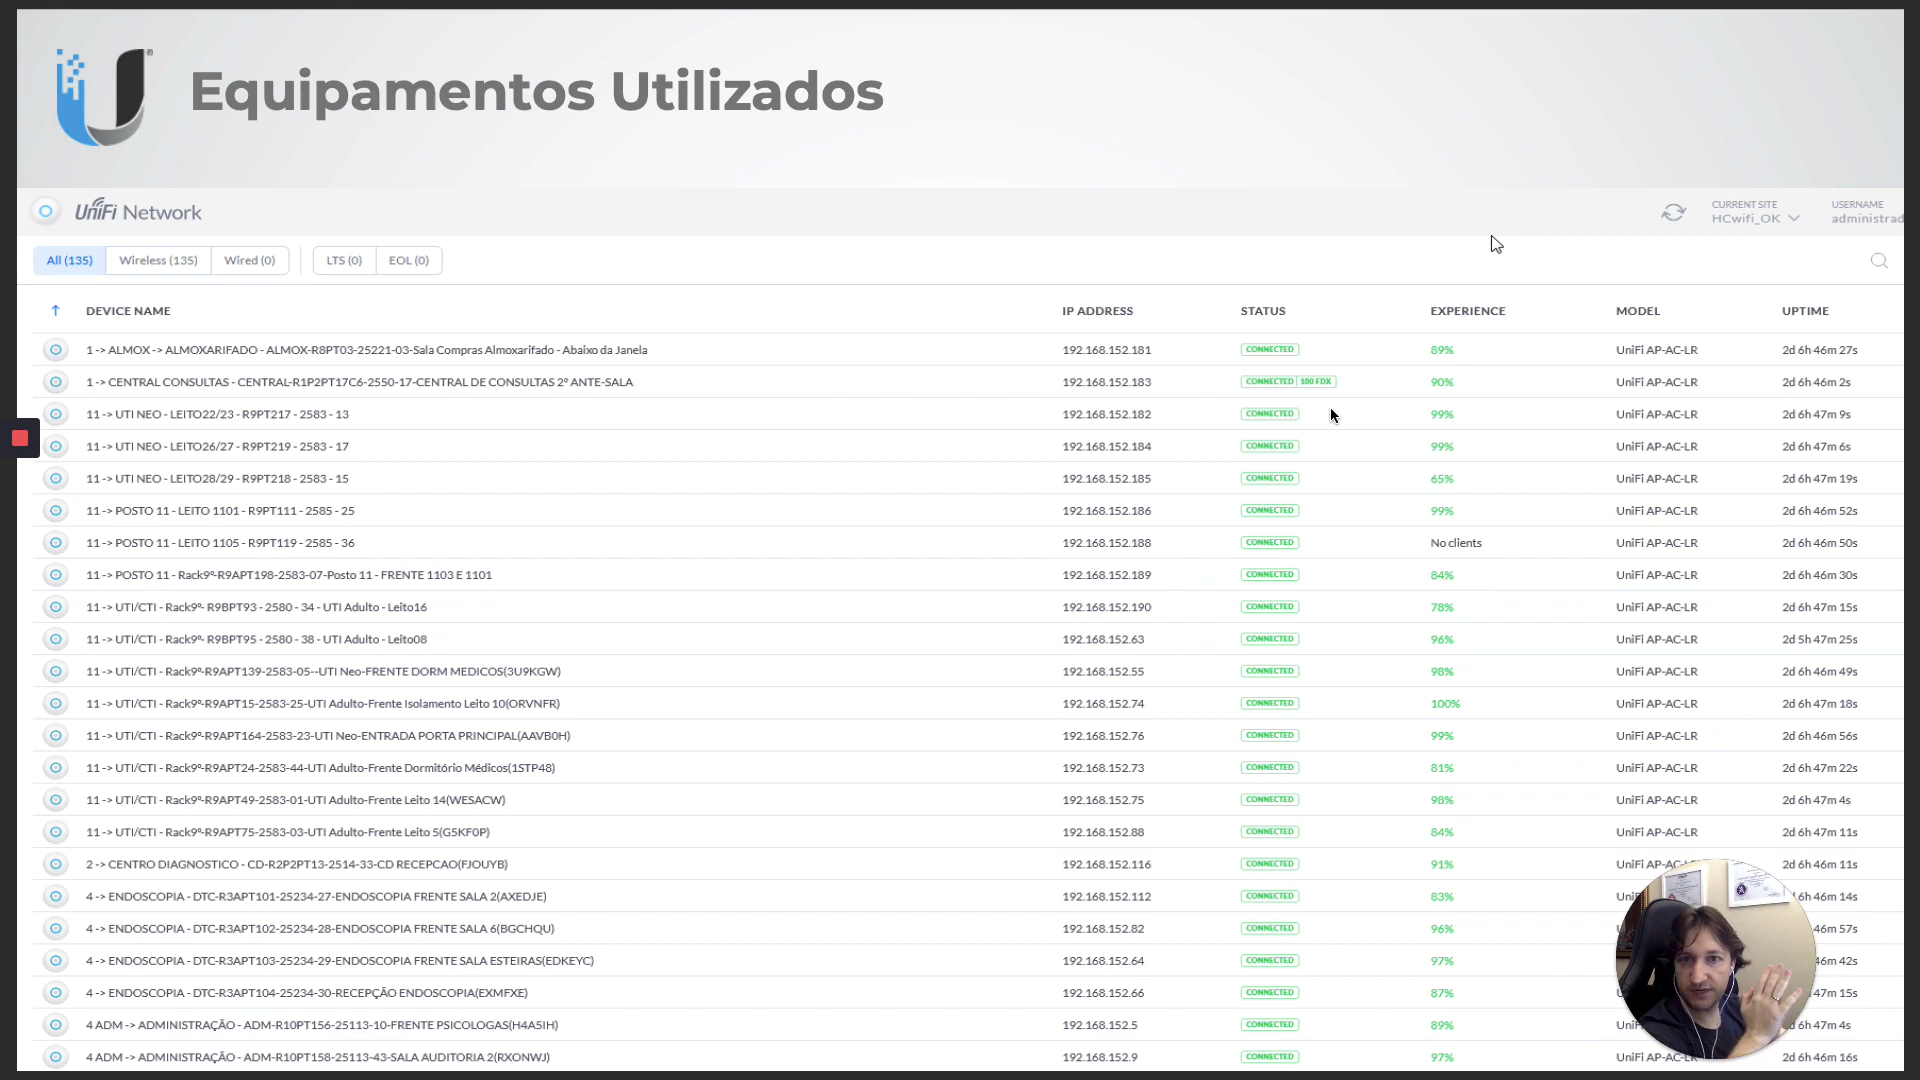 Equipamentos Utilizados
UniFi Network
CURRENT SITE
HCwifi_OK
USERNAME
administrad
All (135) Wireless (135) Wired (0) LTS (0) EOL (0)
DEVICE NAME IP ADDRESS STATUS EXPERIENCE MODEL UPTIME
1 -> ALMOX -> ALMOXARIFADO - ALMOX-R8PT03-25221-03-Sala Compras Almoxarifado - Abaixo da Janela 192.168.152.181 CONNECTED 89% UniFi AP-AC-LR 2d 6h 46m 27s
1 -> CENTRAL CONSULTAS - CENTRAL-R1P2PT17C6-2550-17-CENTRAL DE CONSULTAS 2º ANTE-SALA 192.168.152.183 CONNECTED 100 FDX 90% UniFi AP-AC-LR 2d 6h 46m 2s
11 -> UTI NEO - LEITO22/23 - R9PT217 - 2583 - 13 192.168.152.182 CONNECTED 99% UniFi AP-AC-LR 2d 6h 47m 9s
11 -> UTI NEO - LEITO26/27 - R9PT219 - 2583 - 17 192.168.152.184 CONNECTED 99% UniFi AP-AC-LR 2d 6h 47m 6s
11 -> UTI NEO - LEITO28/29 - R9PT218 - 2583 - 15 192.168.152.185 CONNECTED 65% UniFi AP-AC-LR 2d 6h 47m 19s
11 -> POSTO 11 - LEITO 1101 - R9PT111 - 2585 - 25 192.168.152.186 CONNECTED 99% UniFi AP-AC-LR 2d 6h 46m 52s
11 -> POSTO 11 - LEITO 1105 - R9PT119 - 2585 - 36 192.168.152.188 CONNECTED No clients UniFi AP-AC-LR 2d 6h 46m 50s
11 -> POSTO 11 - Rack9º-R9APT198-2583-07-Posto 11 - FRENTE 1103 E 1101 192.168.152.189 CONNECTED 84% UniFi AP-AC-LR 2d 6h 46m 30s
11 -> UTI/CTI - Rack9º- R9BPT93 - 2580 - 34 - UTI Adulto - Leito16 192.168.152.190 CONNECTED 78% UniFi AP-AC-LR 2d 6h 47m 15s
11 -> UTI/CTI - Rack9º- R9BPT95 - 2580 - 38 - UTI Adulto - Leito08 192.168.152.63 CONNECTED 96% UniFi AP-AC-LR 2d 5h 47m 25s
11 -> UTI/CTI - Rack9º-R9APT139-2583-05--UTI Neo-FRENTE DORM MEDICOS(3U9KGW) 192.168.152.55 CONNECTED 98% UniFi AP-AC-LR 2d 6h 46m 49s
11 -> UTI/CTI - Rack9º-R9APT15-2583-25-UTI Adulto-Frente Isolamento Leito 10(ORVNFR) 192.168.152.74 CONNECTED 100% UniFi AP-AC-LR 2d 6h 47m 18s
11 -> UTI/CTI - Rack9º-R9APT164-2583-23-UTI Neo-ENTRADA PORTA PRINCIPAL(AAVB0H) 192.168.152.76 CONNECTED 99% UniFi AP-AC-LR 2d 6h 46m 56s
11 -> UTI/CTI - Rack9º-R9APT24-2583-44-UTI Adulto-Frente Dormitório Médicos(1STP48) 192.168.152.73 CONNECTED 81% UniFi AP-AC-LR 2d 6h 47m 22s
11 -> UTI/CTI - Rack9º-R9APT49-2583-01-UTI Adulto-Frente Leito 14(WESACW) 192.168.152.75 CONNECTED 98% UniFi AP-AC-LR 2d 6h 47m 4s
11 -> UTI/CTI - Rack9º-R9APT75-2583-03-UTI Adulto-Frente Leito 5(G5KF0P) 192.168.152.88 CONNECTED 84% UniFi AP-AC-LR 2d 6h 47m 11s
2 -> CENTRO DIAGNOSTICO - CD-R2P2PT13-2514-33-CD RECEPCAO(FJOUYB) 192.168.152.116 CONNECTED 91% UniFi AP-AC-LR 2d 6h 46m 11s
4 -> ENDOSCOPIA - DTC-R3APT101-25234-27-ENDOSCOPIA FRENTE SALA 2(AXEDJE) 192.168.152.112 CONNECTED 83% 6h 46m 14s
4 -> ENDOSCOPIA - DTC-R3APT102-25234-28-ENDOSCOPIA FRENTE SALA 6(BGCHQU) 192.168.152.82 CONNECTED 96% 46m 57s
4 -> ENDOSCOPIA - DTC-R3APT103-25234-29-ENDOSCOPIA FRENTE SALA ESTEIRAS(EDKEYC) 192.168.152.64 CONNECTED 97% 46m 42s
4 -> ENDOSCOPIA - DTC-R3APT104-25234-30-RECEPÇÃO ENDOSCOPIA(EXMFXE) 192.168.152.66 CONNECTED 87% 47m 15s
4 ADM -> ADMINISTRAÇÃO - ADM-R10PT156-25113-10-FRENTE PSICOLOGAS(H4A5IH) 192.168.152.5 CONNECTED 89% 6h 47m 4s
4 ADM -> ADMINISTRAÇÃO - ADM-R10PT158-25113-43-SALA AUDITORIA 2(RXONWJ) 192.168.152.9 CONNECTED 97% UniFi AP-AC-LR 2d 6h 46m 16s